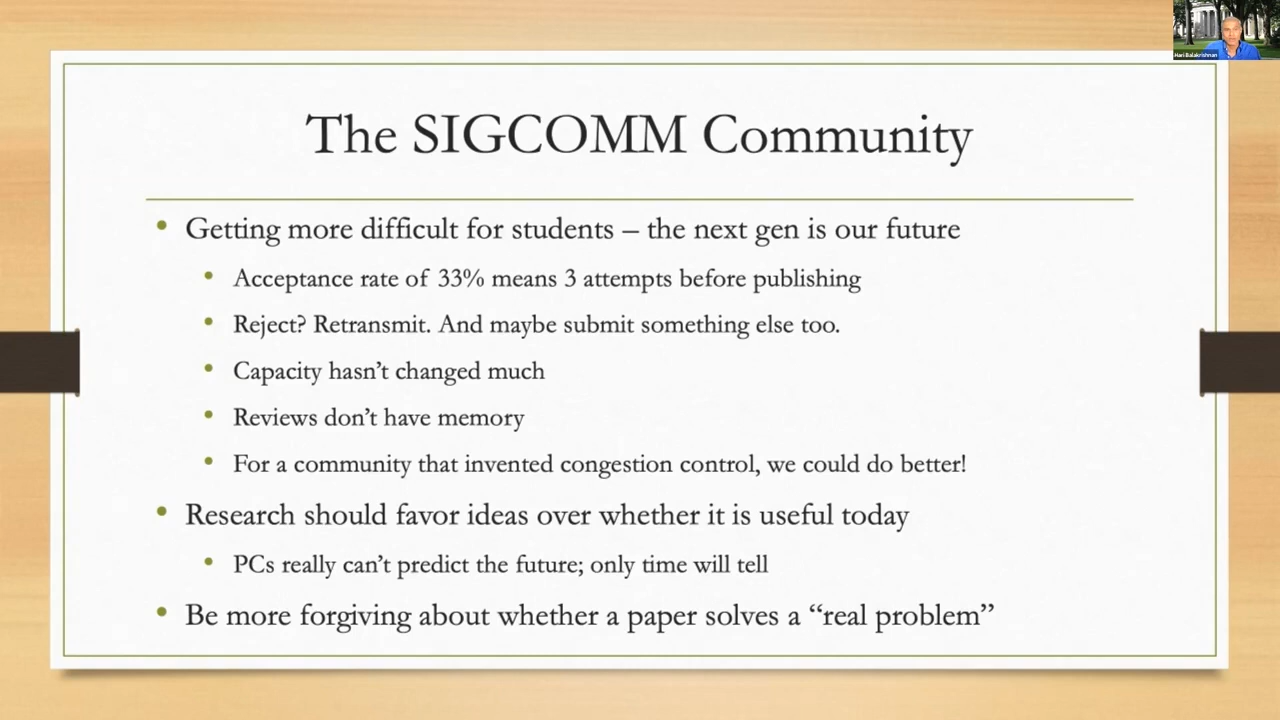 Hari Balakrishnan
The SIGCOMM Community
• Getting more difficult for students – the next gen is our future
• Acceptance rate of 33% means 3 attempts before publishing
• Reject? Retransmit. And maybe submit something else too.
• Capacity hasn’t changed much
• Reviews don’t have memory
• For a community that invented congestion control, we could do better!
• Research should favor ideas over whether it is useful today
• PCs really can’t predict the future; only time will tell
• Be more forgiving about whether a paper solves a “real problem”